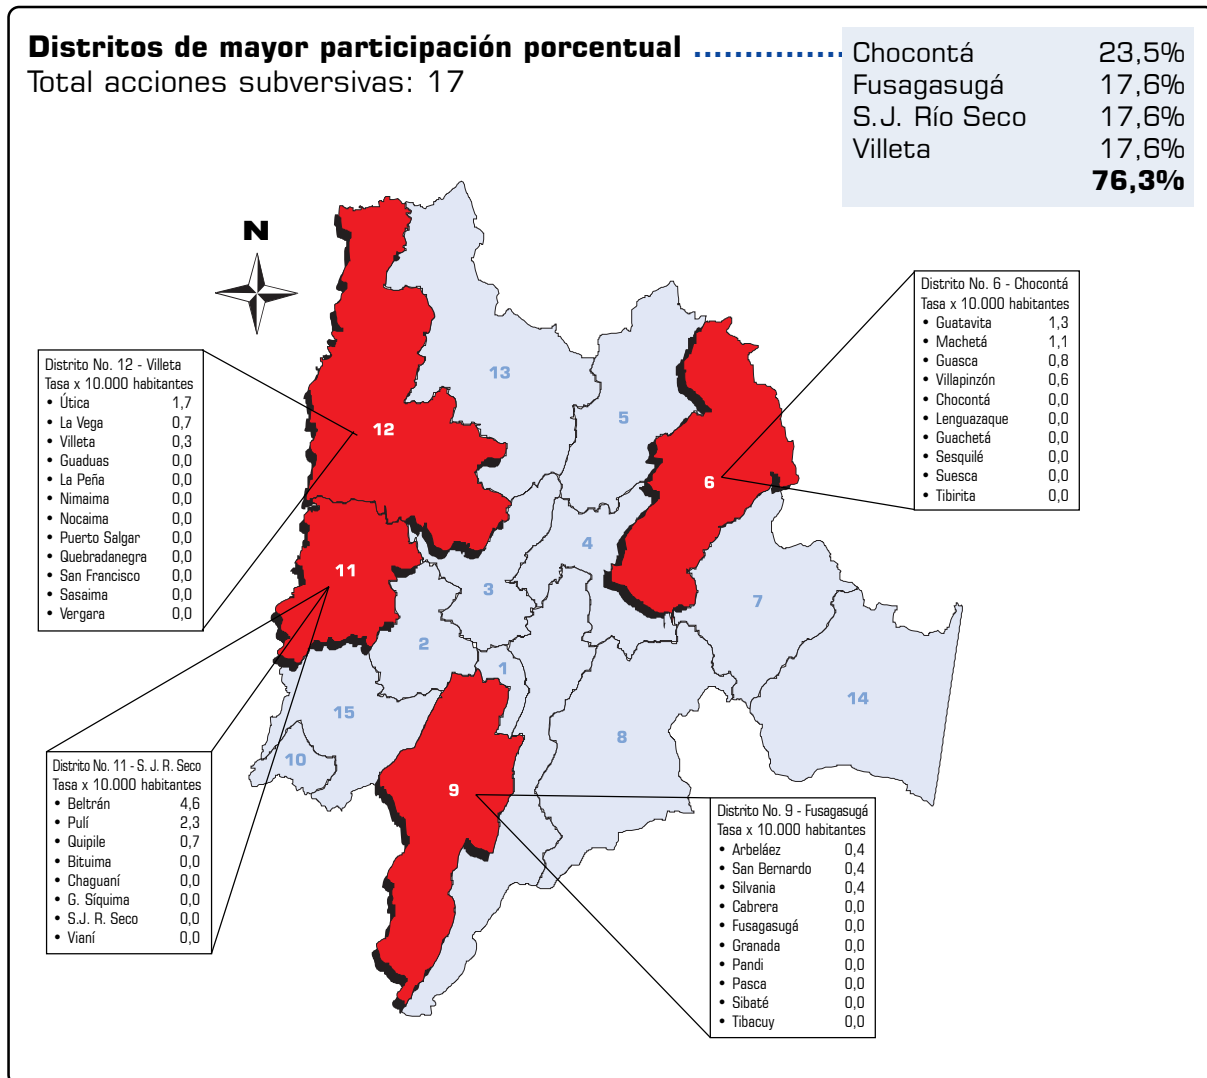 Distritos de mayor participación porcentual ................
Total acciones subversivas: 17
Chocontá 23,5%
Fusagasugá 17,6%
S.J. Río Seco 17,6%
Villeta 17,6%
76,3%
N
Distrito No. 6 - Chocontá
Tasa x 10.000 habitantes
• Guatavita 1,3
• Machetá 1,1
• Guasca 0,8
• Villapinzón 0,6
• Chocontá 0,0
• Lenguazaque 0,0
• Guachetá 0,0
• Sesquilé 0,0
• Suesca 0,0
• Tibirita 0,0
Distrito No. 12 - Villeta
Tasa x 10.000 habitantes
• Útica 1,7
• La Vega 0,7
• Villeta 0,3
• Guaduas 0,0
• La Peña 0,0
• Nimaima 0,0
• Nocaima 0,0
• Puerto Salgar 0,0
• Quebradanegra 0,0
• San Francisco 0,0
• Sasaima 0,0
• Vergara 0,0
13
5
12
6
4
11
3
7
2
1
14
15
8
10
9
Distrito No. 11 - S. J. R. Seco
Tasa x 10.000 habitantes
• Beltrán 4,6
• Pulí 2,3
• Quipile 0,7
• Bituima 0,0
• Chaguaní 0,0
• G. Síquima 0,0
• S.J. R. Seco 0,0
• Vianí 0,0
Distrito No. 9 - Fusagasugá
Tasa x 10.000 habitantes
• Arbeláez 0,4
• San Bernardo 0,4
• Silvania 0,4
• Cabrera 0,0
• Fusagasugá 0,0
• Granada 0,0
• Pandi 0,0
• Pasca 0,0
• Sibaté 0,0
• Tibacuy 0,0